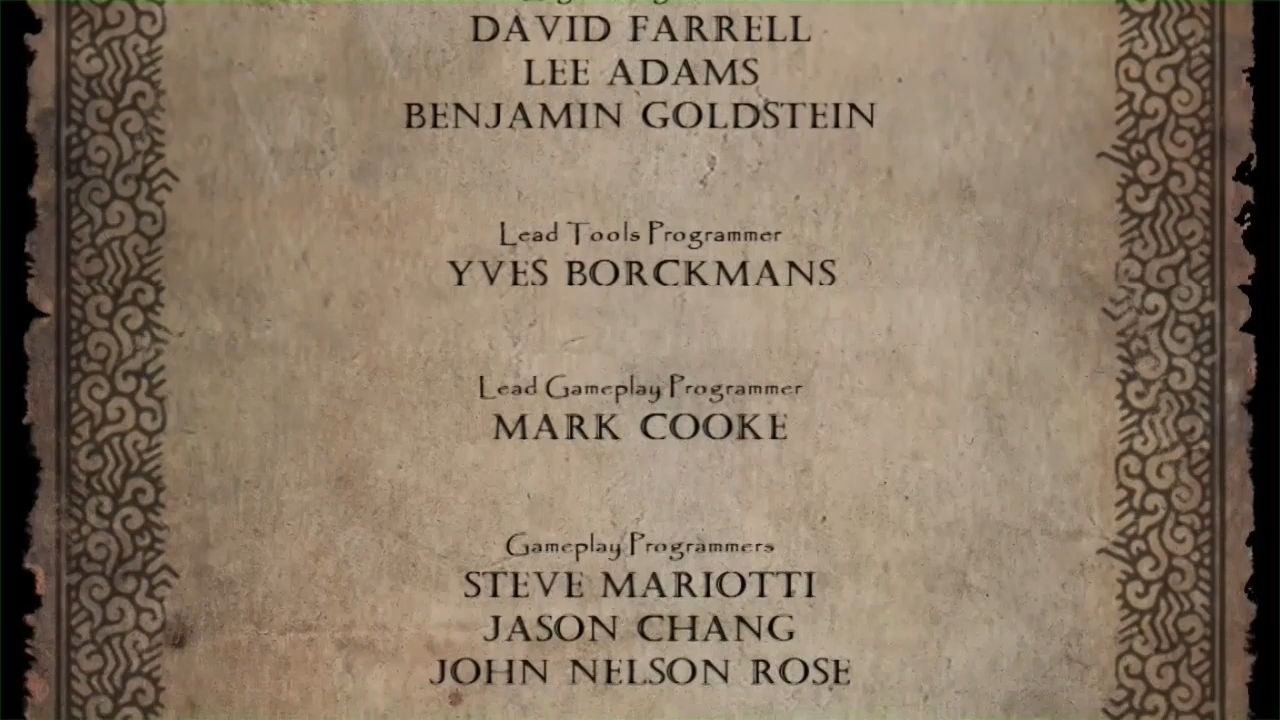 DAVID FARRELL
LEE ADAMS
BENJAMIN GOLDSTEIN
Lead Tools Programmer
YVES BORCKMANS
Lead Gameplay Programmer
MARK COOKE
Gameplay Programmers
STEVE MARIOTTI
JASON CHANG
JOHN NELSON ROSE